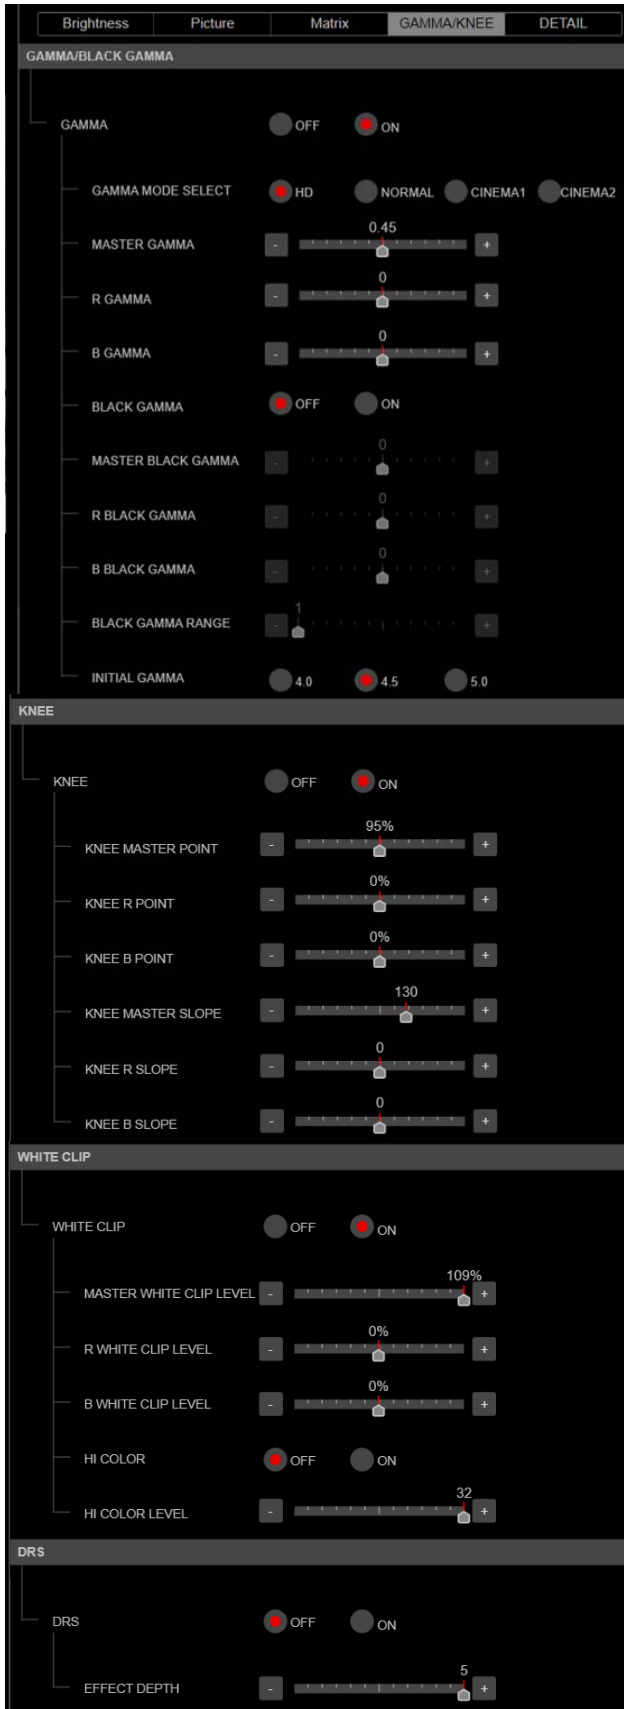 Brightness Picture Matrix GAMMA/KNEE DETAIL
GAMMA/BLACK GAMMA
GAMMA OFF ON
GAMMA MODE SELECT HD NORMAL CINEMA1 CINEMA2
0.45
MASTER GAMMA - +
0
R GAMMA - +
0
B GAMMA - +
BLACK GAMMA OFF ON
0
MASTER BLACK GAMMA - +
0
R BLACK GAMMA - +
0
B BLACK GAMMA - +
1
BLACK GAMMA RANGE - +
INITIAL GAMMA 4.0 4.5 5.0
KNEE
KNEE OFF ON
95%
KNEE MASTER POINT - +
0%
KNEE R POINT - +
0%
KNEE B POINT - +
130
KNEE MASTER SLOPE - +
0
KNEE R SLOPE - +
0
KNEE B SLOPE - +
WHITE CLIP
WHITE CLIP OFF ON
109%
MASTER WHITE CLIP LEVEL - +
0%
R WHITE CLIP LEVEL - +
0%
B WHITE CLIP LEVEL - +
HI COLOR OFF ON
32
HI COLOR LEVEL - +
DRS
DRS OFF ON
5
EFFECT DEPTH - +